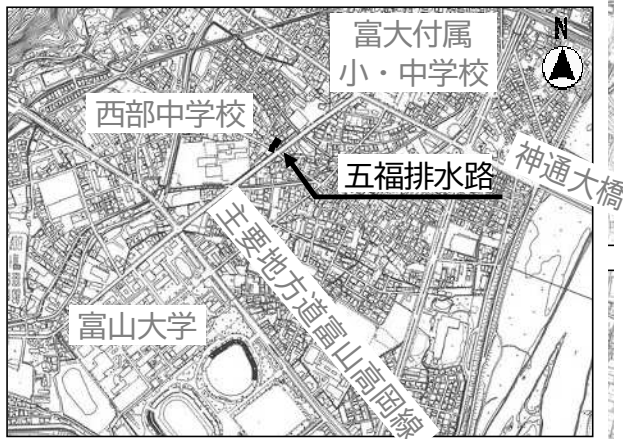 富大付属
小・中学校
N
西部中学校
五福排水路
神通大橋
主要地方道富山高岡線
富山大学